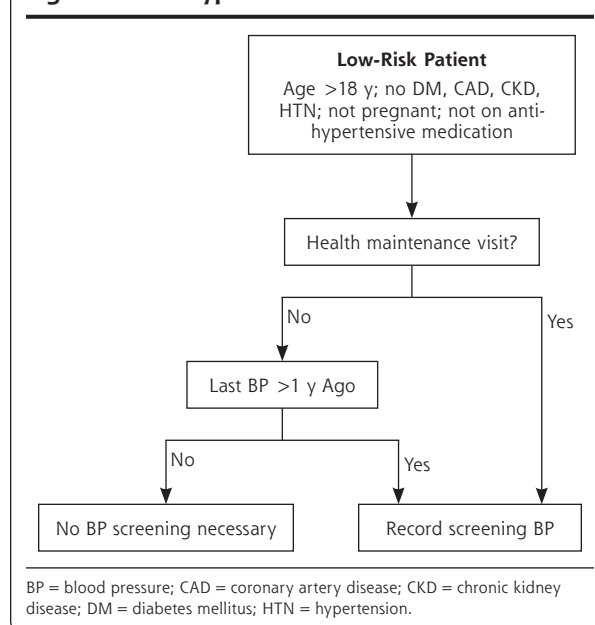 Low-Risk Patient
Age >18 y; no DM, CAD, CKD,
HTN; not pregnant; not on anti-
hypertensive medication
Health maintenance visit?
No
Yes
Last BP >1 y Ago
No
Yes
No BP screening necessary
Record screening BP
BP = blood pressure; CAD = coronary artery disease; CKD = chronic kidney
disease; DM = diabetes mellitus; HTN = hypertension.